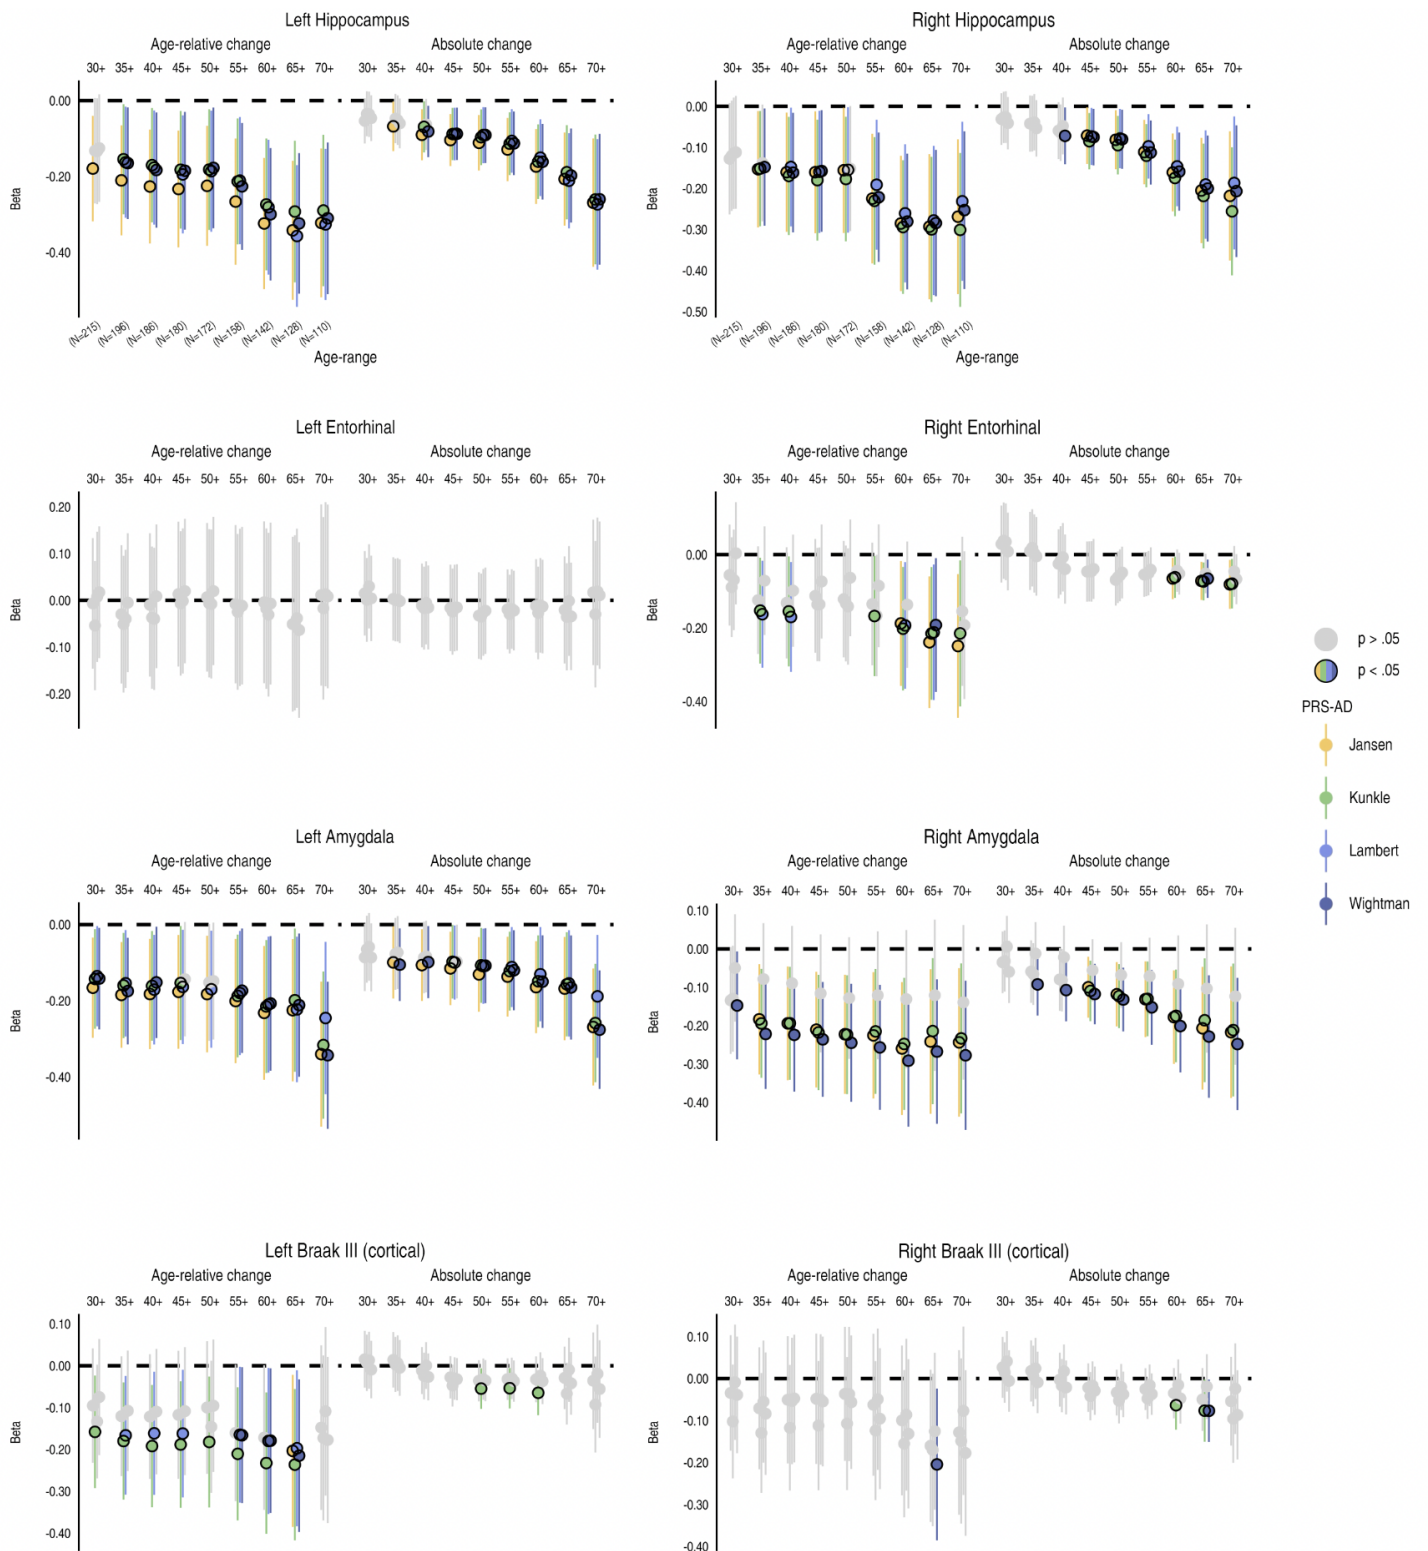 Left Hippocampus
Age-relative change Absolute change
30+ 35+ 40+ 45+ 50+ 55+ 60+ 65+ 70+ 30+ 35+ 40+ 45+ 50+ 55+ 60+ 65+ 70+
0.00
-0.20
-0.40
Beta
(N=215) (N=196) (N=186) (N=180) (N=172) (N=158) (N=142) (N=128) (N=110)
Age-range
Right Hippocampus
Age-relative change Absolute change
30+ 35+ 40+ 45+ 50+ 55+ 60+ 65+ 70+ 30+ 35+ 40+ 45+ 50+ 55+ 60+ 65+ 70+
0.00
-0.10
-0.20
-0.30
-0.40
-0.50
Beta
(N=215) (N=196) (N=186) (N=180) (N=172) (N=158) (N=142) (N=128) (N=110)
Age-range
Left Entorhinal
Age-relative change Absolute change
30+ 35+ 40+ 45+ 50+ 55+ 60+ 65+ 70+ 30+ 35+ 40+ 45+ 50+ 55+ 60+ 65+ 70+
0.20
0.10
0.00
-0.10
-0.20
Beta
Right Entorhinal
Age-relative change Absolute change
30+ 35+ 40+ 45+ 50+ 55+ 60+ 65+ 70+ 30+ 35+ 40+ 45+ 50+ 55+ 60+ 65+ 70+
0.00
-0.20
-0.40
Beta
p > .05
p < .05
PRS-AD
Jansen
Kunkle
Lambert
Wightman
Left Amygdala
Age-relative change Absolute change
30+ 35+ 40+ 45+ 50+ 55+ 60+ 65+ 70+ 30+ 35+ 40+ 45+ 50+ 55+ 60+ 65+ 70+
0.00
-0.20
-0.40
Beta
Right Amygdala
Age-relative change Absolute change
30+ 35+ 40+ 45+ 50+ 55+ 60+ 65+ 70+ 30+ 35+ 40+ 45+ 50+ 55+ 60+ 65+ 70+
0.10
0.00
-0.10
-0.20
-0.30
-0.40
Beta
Left Braak III (cortical)
Age-relative change Absolute change
30+ 35+ 40+ 45+ 50+ 55+ 60+ 65+ 70+ 30+ 35+ 40+ 45+ 50+ 55+ 60+ 65+ 70+
0.10
0.00
-0.10
-0.20
-0.30
-0.40
Beta
Right Braak III (cortical)
Age-relative change Absolute change
30+ 35+ 40+ 45+ 50+ 55+ 60+ 65+ 70+ 30+ 35+ 40+ 45+ 50+ 55+ 60+ 65+ 70+
0.10
0.00
-0.10
-0.20
-0.30
-0.40
Beta